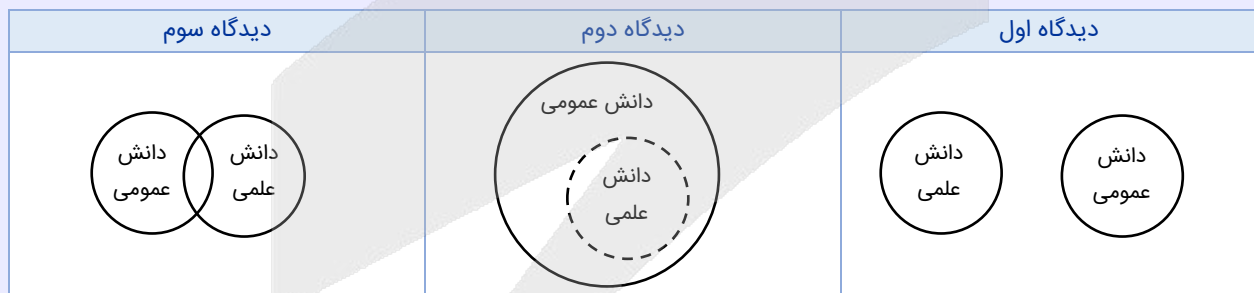 دیدگاه اول
دیدگاه دوم
دیدگاه سوم
دانش
عمومی
دانش
علمی
دانش عمومی
دانش
علمی
دانش
علمی
دانش
عمومی